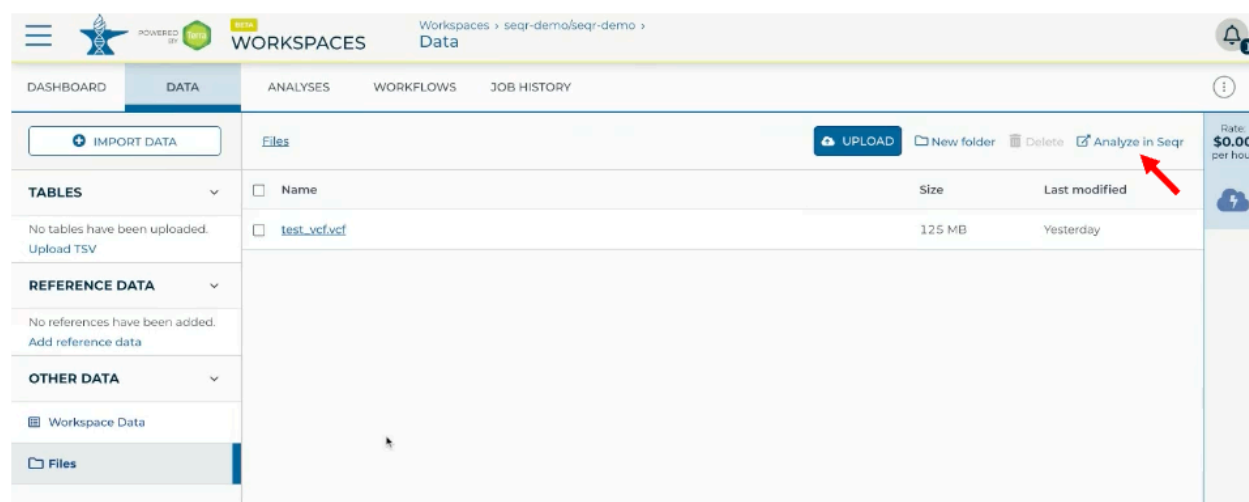 POWERED BY Terra
BETA
WORKSPACES
Workspaces › seqr-demo/seqr-demo ›
Data
DASHBOARD
DATA
ANALYSES
WORKFLOWS
JOB HISTORY
IMPORT DATA
Files
UPLOAD
New folder
Delete
Analyze in Seqr
Rate:
$0.00
per hou
TABLES
Name
Size
Last modified
No tables have been uploaded.
Upload TSV
test_vcf.vcf
125 MB
Yesterday
REFERENCE DATA
No references have been added.
Add reference data
OTHER DATA
Workspace Data
Files